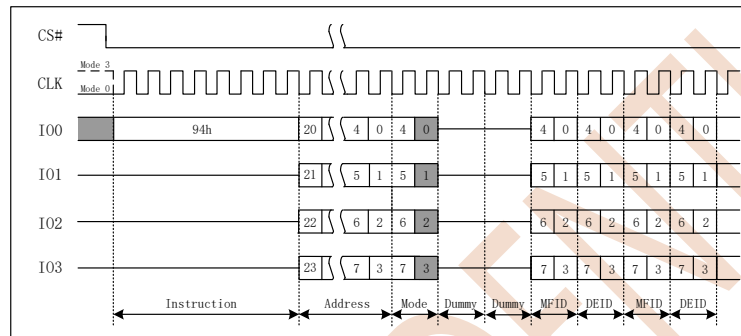 CS#
Mode 3
CLK
Mode 0
IO0 94h 20 4 0 4 0 4 0 4 0 4 0 4 0
IO1 21 5 1 5 1 5 1 5 1 5 1 5 1
IO2 22 6 2 6 2 6 2 6 2 6 2 6 2
IO3 23 7 3 7 3 7 3 7 3 7 3 7 3
Instruction Address Mode Dummy Dummy MFID DEID MFID DEID